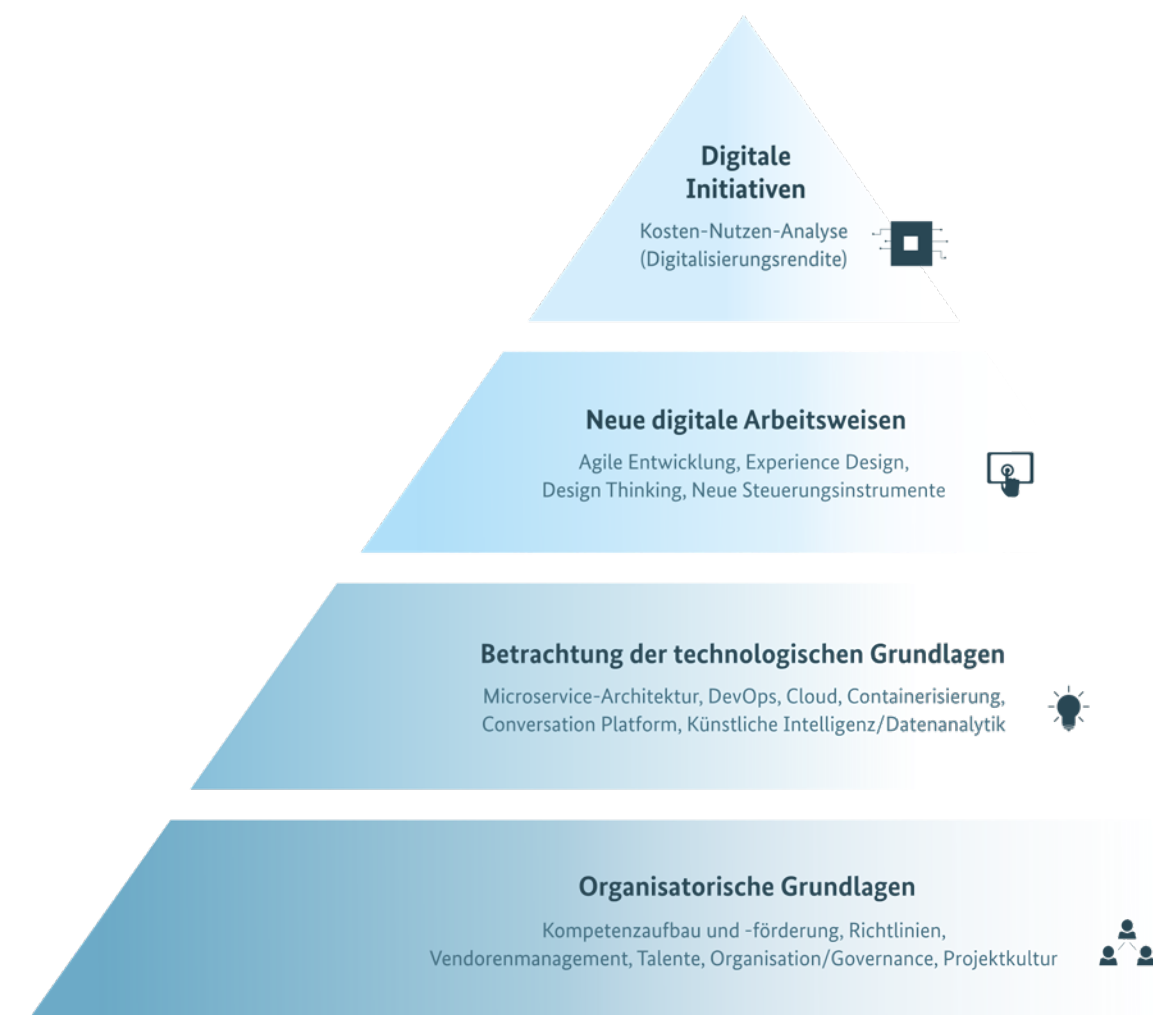 Digitale
Initiativen
Kosten-Nutzen-Analyse
(Digitalisierungsrendite)
Neue digitale Arbeitsweisen
Agile Entwicklung, Experience Design,
Design Thinking, Neue Steuerungsinstrumente
Betrachtung der technologischen Grundlagen
Microservice-Architektur, DevOps, Cloud, Containerisierung,
Conversation Platform, Künstliche Intelligenz/Datenanalytik
Organisatorische Grundlagen
Kompetenzaufbau und -förderung, Richtlinien,
Vendorenmanagement, Talente, Organisation/Governance, Projektkultur